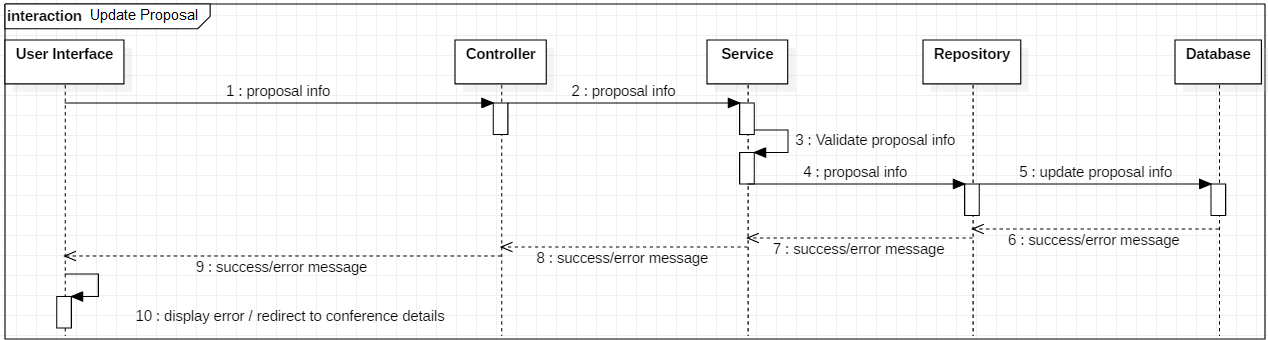 interaction Update Proposal
User Interface
Controller
Service
Repository
Database
1 : proposal info
2 : proposal info
3 : Validate proposal info
4 : proposal info
5 : update proposal info
6 : success/error message
7 : success/error message
8 : success/error message
9 : success/error message
10 : display error / redirect to conference details